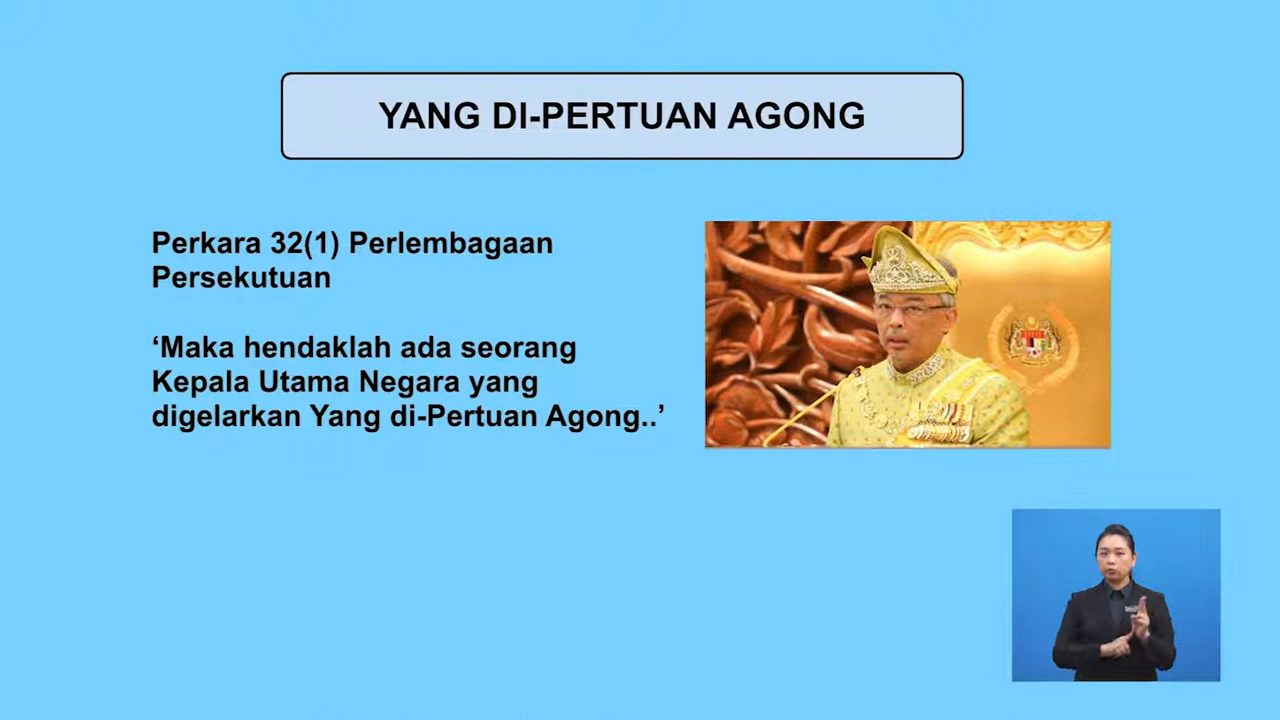 YANG DI-PERTUAN AGONG
Perkara 32(1) Perlembagaan
Persekutuan
‘Maka hendaklah ada seorang
Kepala Utama Negara yang
digelarkan Yang di-Pertuan Agong..’